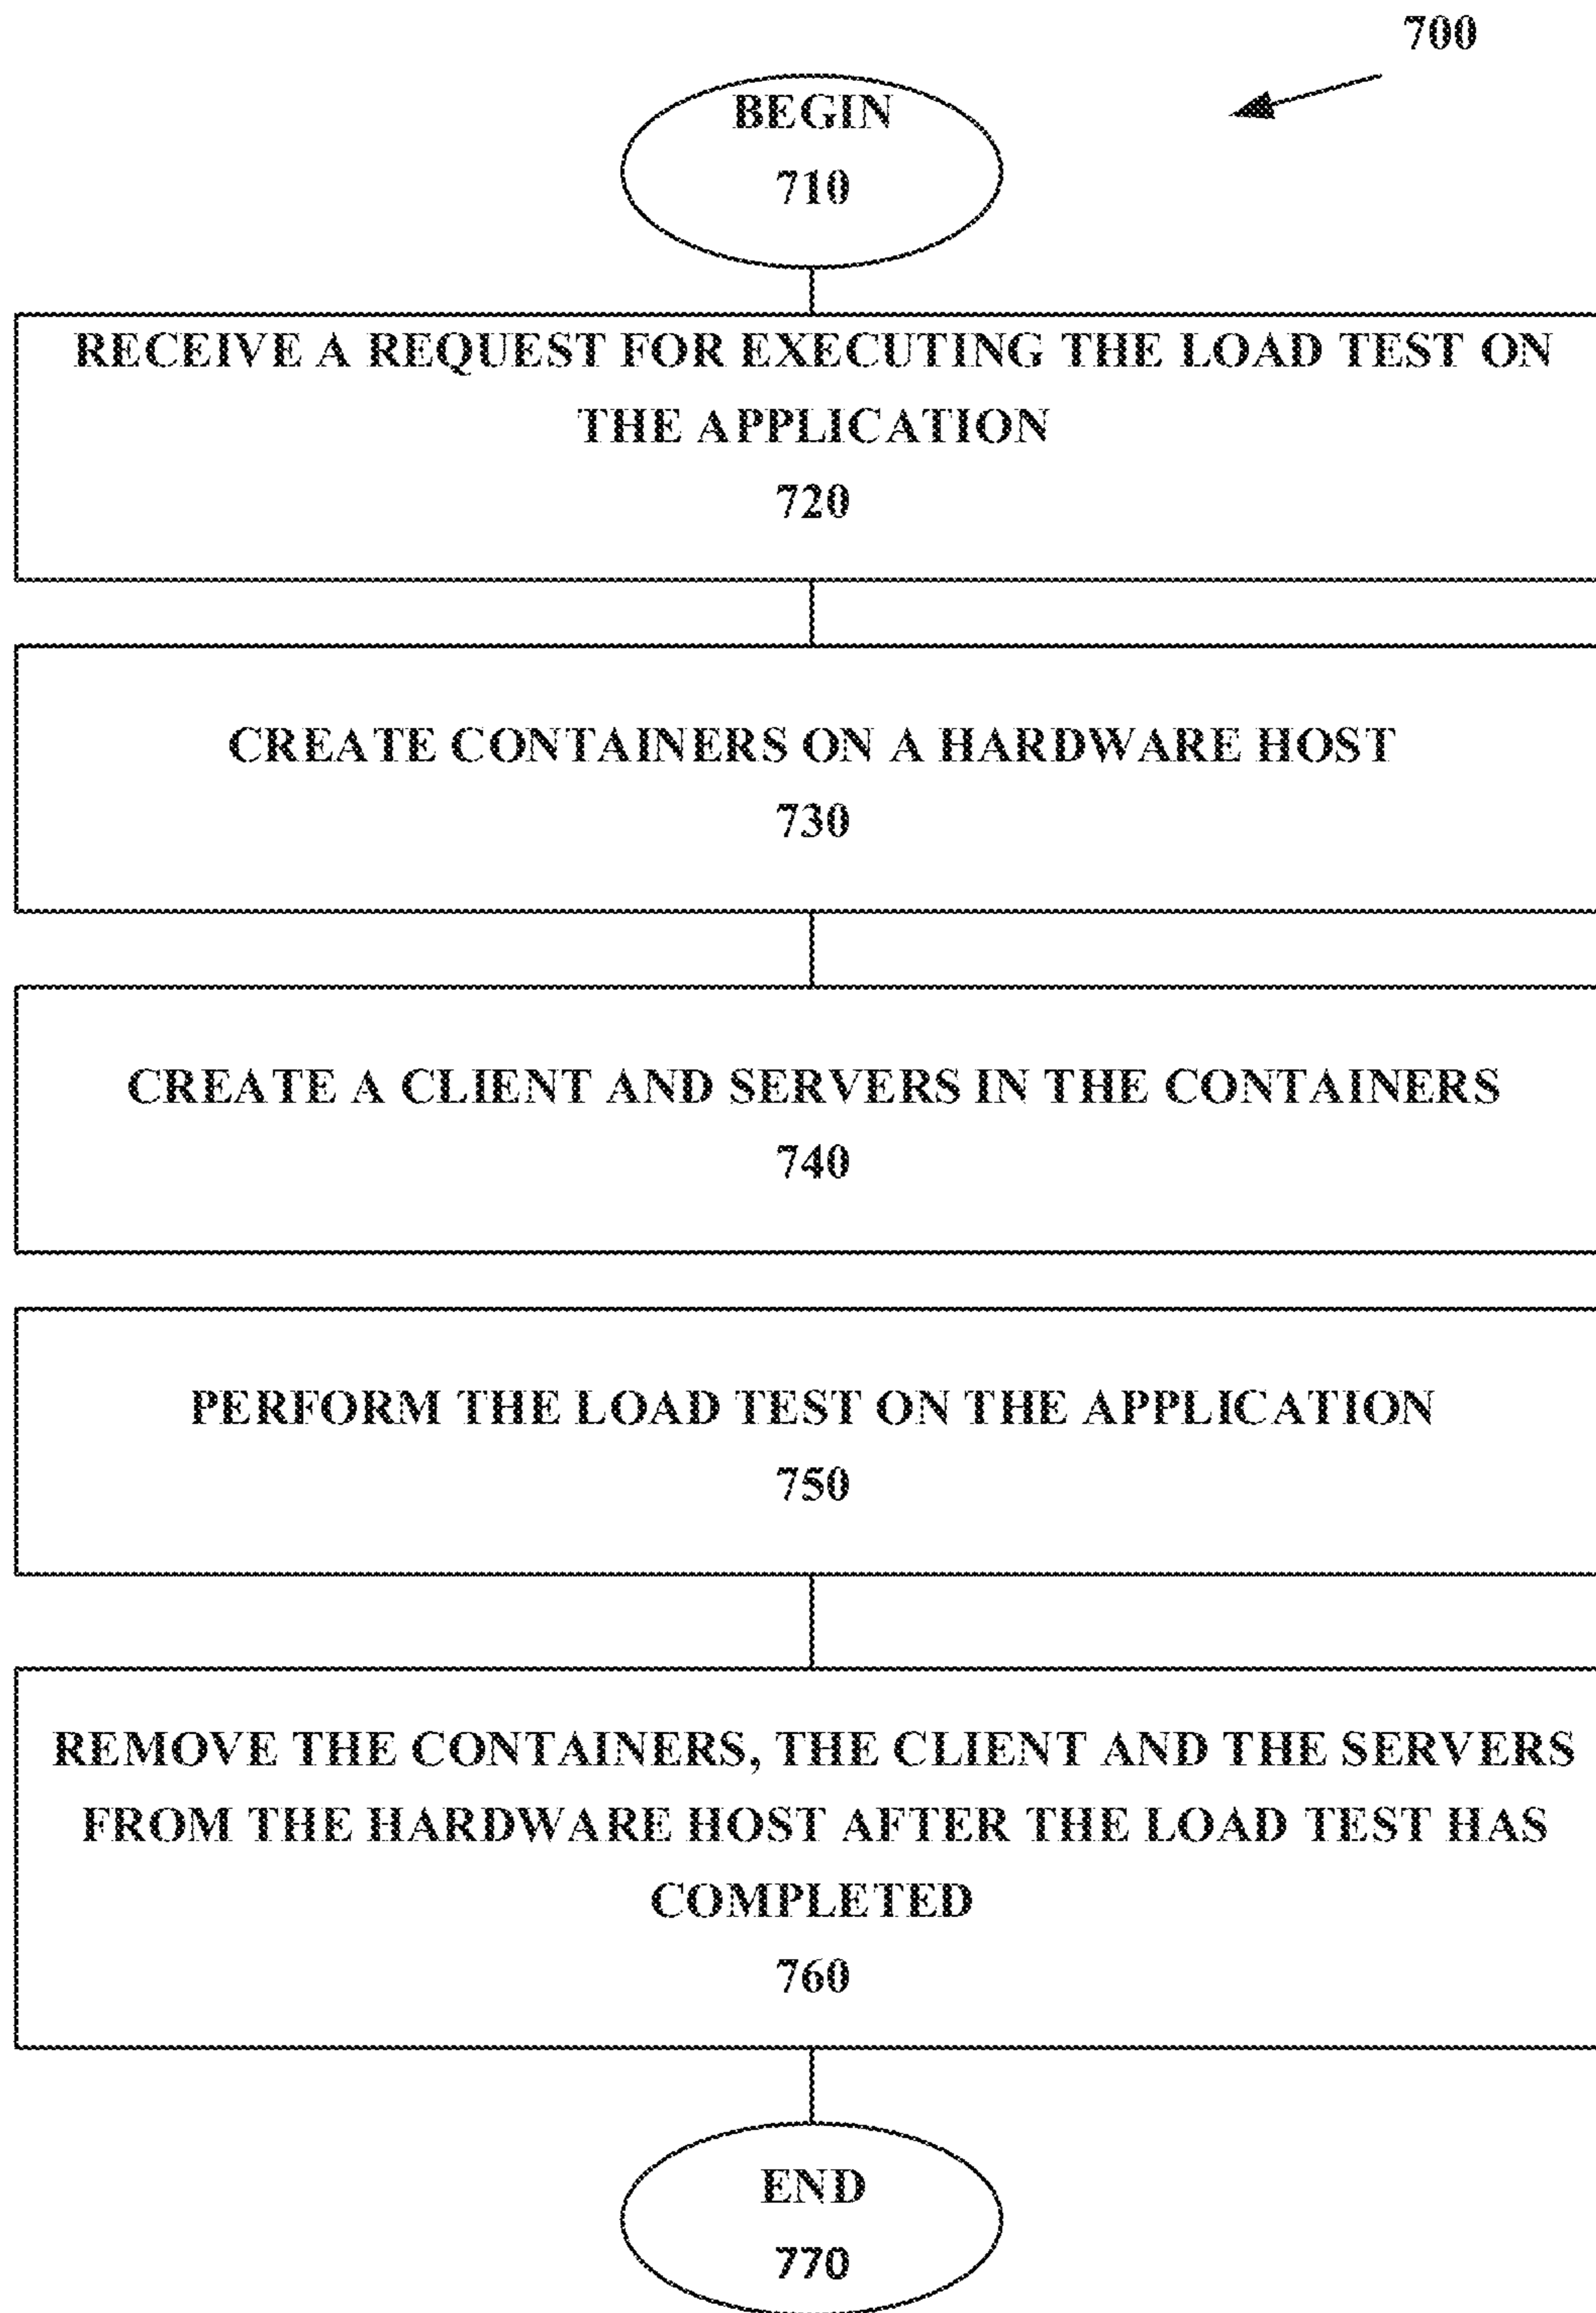 700
BEGIN
710
RECEIVE A REQUEST FOR EXECUTING THE LOAD TEST ON
THE APPLICATION
720
CREATE CONTAINERS ON A HARDWARE HOST
730
CREATE A CLIENT AND SERVERS IN THE CONTAINERS
740
PERFORM THE LOAD TEST ON THE APPLICATION
750
REMOVE THE CONTAINERS, THE CLIENT AND THE SERVERS
FROM THE HARDWARE HOST AFTER THE LOAD TEST HAS
COMPLETED
760
END
770